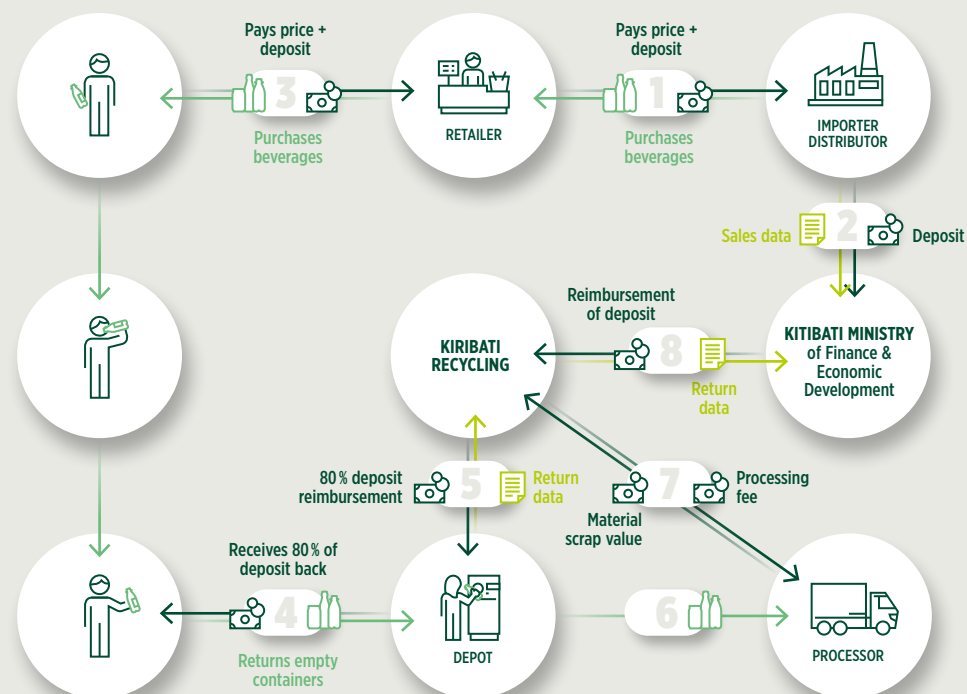 Pays price +
deposit
3
Purchases
beverages
RETAILER
Pays price +
deposit
1
Purchases
beverages
IMPORTER
DISTRIBUTOR
Sales data
2
Deposit
KIRIBATI
RECYCLING
Reimbursement
of deposit
8
Return
data
KITIBATI MINISTRY
of Finance &
Economic
Development
80% deposit
reimbursement
5
Return
data
7
Processing
fee
Material
scrap value
Receives 80% of
deposit back
4
Returns empty
containers
DEPOT
6
PROCESSOR